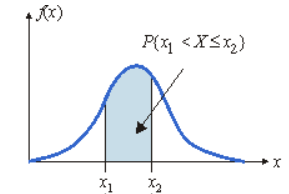 f(x)
P{x₁ < X ≤ x₂}
x
x₁ x₂